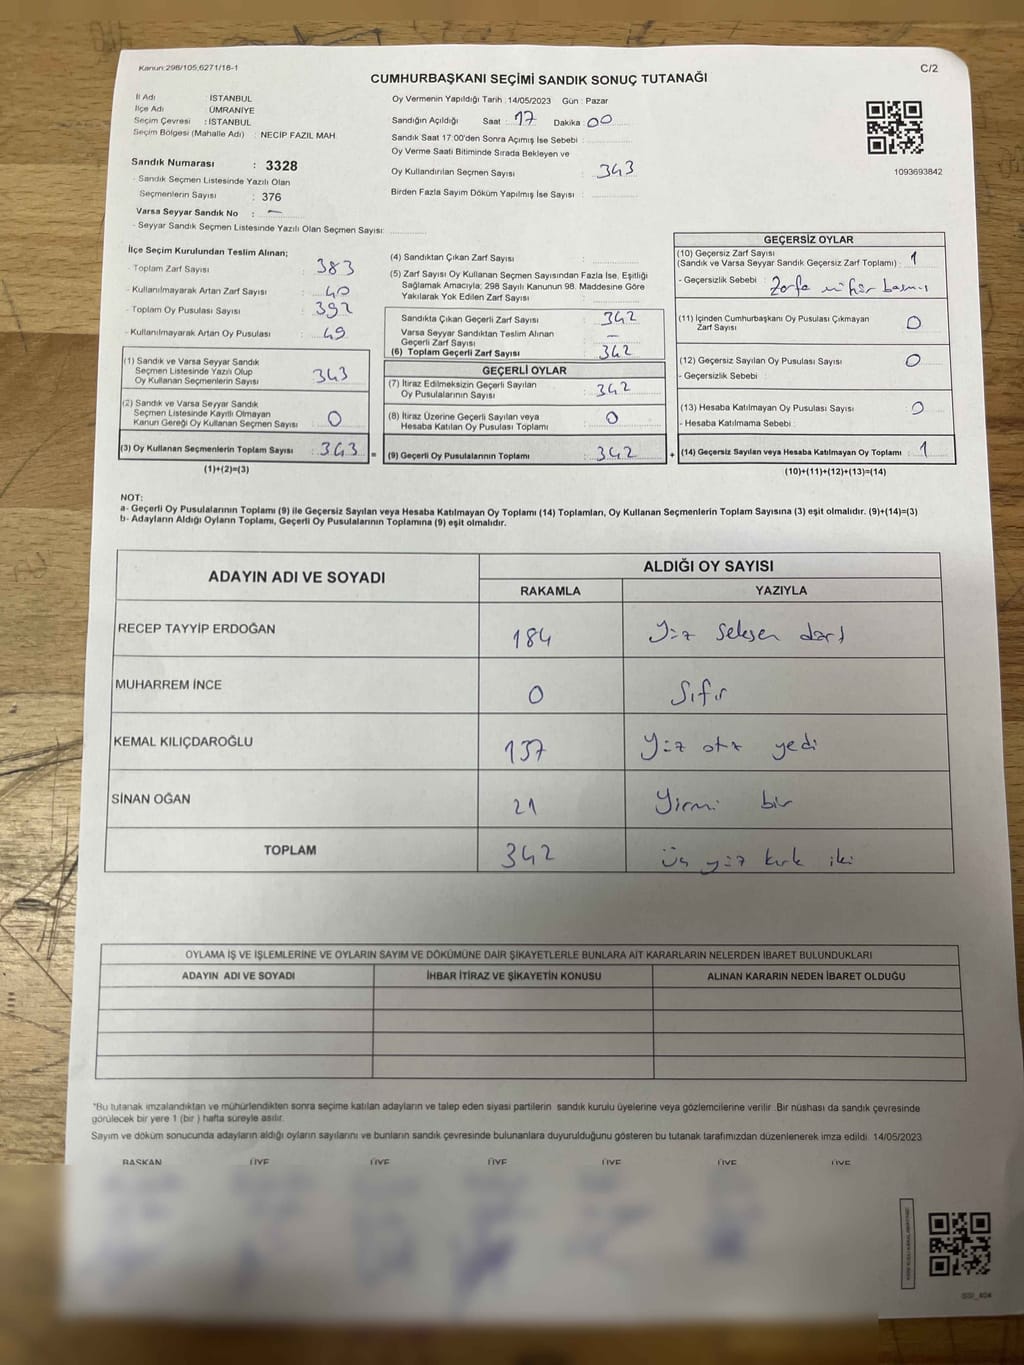 Kanun:298/105,6271/18-1
C/2
CUMHURBAŞKANI SEÇİMİ SANDIK SONUÇ TUTANAĞI
İl Adı : İSTANBUL
İlçe Adı : ÜMRANİYE
Seçim Çevresi : İSTANBUL
Seçim Bölgesi (Mahalle Adı) : NECİP FAZIL MAH.
Sandık Numarası : 3328
- Sandık Seçmen Listesinde Yazılı Olan
Seçmenlerin Sayısı : 376
Varsa Seyyar Sandık No : —
- Seyyar Sandık Seçmen Listesinde Yazılı Olan Seçmen Sayısı:
Oy Vermenin Yapıldığı Tarih : 14/05/2023 Gün : Pazar
Sandığın Açıldığı Saat : 17 Dakika : 00
Sandık Saat 17:00'den Sonra Açımış İse Sebebi :
Oy Verme Saati Bitiminde Sırada Bekleyen ve
Oy Kullandırılan Seçmen Sayısı : 343
Birden Fazla Sayım Döküm Yapılmış İse Sayısı :
1093693842
İlçe Seçim Kurulundan Teslim Alınan;
- Toplam Zarf Sayısı : 383
- Kullanılmayarak Artan Zarf Sayısı : 40
- Toplam Oy Pusulası Sayısı : 392
- Kullanılmayarak Artan Oy Pusulası : 49
(1) Sandık ve Varsa Seyyar Sandık
Seçmen Listesinde Yazılı Olup
Oy Kullanan Seçmenlerin Sayısı : 343
(2) Sandık ve Varsa Seyyar Sandık
Seçmen Listesinde Kayıtlı Olmayan
Kanun Gereği Oy Kullanan Seçmen Sayısı : 0
(3) Oy Kullanan Seçmenlerin Toplam Sayısı : 343
(1)+(2)=(3)
(4) Sandıktan Çıkan Zarf Sayısı :
(5) Zarf Sayısı Oy Kullanan Seçmen Sayısından Fazla İse, Eşitliği
Sağlamak Amacıyla; 298 Sayılı Kanunun 98. Maddesine Göre
Yakılarak Yok Edilen Zarf Sayısı :
Sandıkta Çıkan Geçerli Zarf Sayısı : 342
Varsa Seyyar Sandıktan Teslim Alınan
Geçerli Zarf Sayısı : —
(6) Toplam Geçerli Zarf Sayısı : 342
GEÇERLİ OYLAR
(7) İtiraz Edilmeksizin Geçerli Sayılan
Oy Pusulalarının Sayısı : 342
(8) İtiraz Üzerine Geçerli Sayılan veya
Hesaba Katılan Oy Pusulası Toplamı : 0
= (9) Geçerli Oy Pusulalarının Toplamı : 342
GEÇERSİZ OYLAR
(10) Geçersiz Zarf Sayısı
(Sandık ve Varsa Seyyar Sandık Geçersiz Zarf Toplamı) : 1
- Geçersizlik Sebebi : Zarfa mühür basmış
(11) İçinden Cumhurbaşkanı Oy Pusulası Çıkmayan
Zarf Sayısı : 0
(12) Geçersiz Sayılan Oy Pusulası Sayısı : 0
- Geçersizlik Sebebi :
(13) Hesaba Katılmayan Oy Pusulası Sayısı : 0
- Hesaba Katılmama Sebebi :
+ (14) Geçersiz Sayılan veya Hesaba Katılmayan Oy Toplamı : 1
(10)+(11)+(12)+(13)=(14)
NOT:
a- Geçerli Oy Pusulalarının Toplamı (9) ile Geçersiz Sayılan veya Hesaba Katılmayan Oy Toplamı (14) Toplamları, Oy Kullanan Seçmenlerin Toplam Sayısına (3) eşit olmalıdır. (9)+(14)=(3)
b- Adayların Aldığı Oyların Toplamı, Geçerli Oy Pusulalarının Toplamına (9) eşit olmalıdır.
ADAYIN ADI VE SOYADI
ALDIĞI OY SAYISI
RAKAMLA YAZIYLA
RECEP TAYYİP ERDOĞAN 184 Yüz seksen dört
MUHARREM İNCE 0 Sıfır
KEMAL KILIÇDAROĞLU 137 Yüz otuz yedi
SİNAN OĞAN 21 Yirmi bir
TOPLAM 342 üç yüz kırk iki
OYLAMA İŞ VE İŞLEMLERİNE VE OYLARIN SAYIM VE DÖKÜMÜNE DAİR ŞİKAYETLERLE BUNLARA AİT KARARLARIN NELERDEN İBARET BULUNDUKLARI
ADAYIN ADI VE SOYADI İHBAR İTİRAZ VE ŞİKAYETİN KONUSU ALINAN KARARIN NEDEN İBARET OLDUĞU
*Bu tutanak imzalandıktan ve mühürlendikten sonra seçime katılan adayların ve talep eden siyasi partilerin sandık kurulu üyelerine veya gözlemcilerine verilir. Bir nüshası da sandık çevresinde
görülecek bir yere 1 (bir ) hafta süreyle asılır.
Sayım ve döküm sonucunda adayların aldığı oyların sayılarını ve bunların sandık çevresinde bulunanlara duyurulduğunu gösteren bu tutanak tarafımızdan düzenlenerek imza edildi. 14/05/2023
BAŞKAN ÜYE ÜYE ÜYE ÜYE ÜYE ÜYE